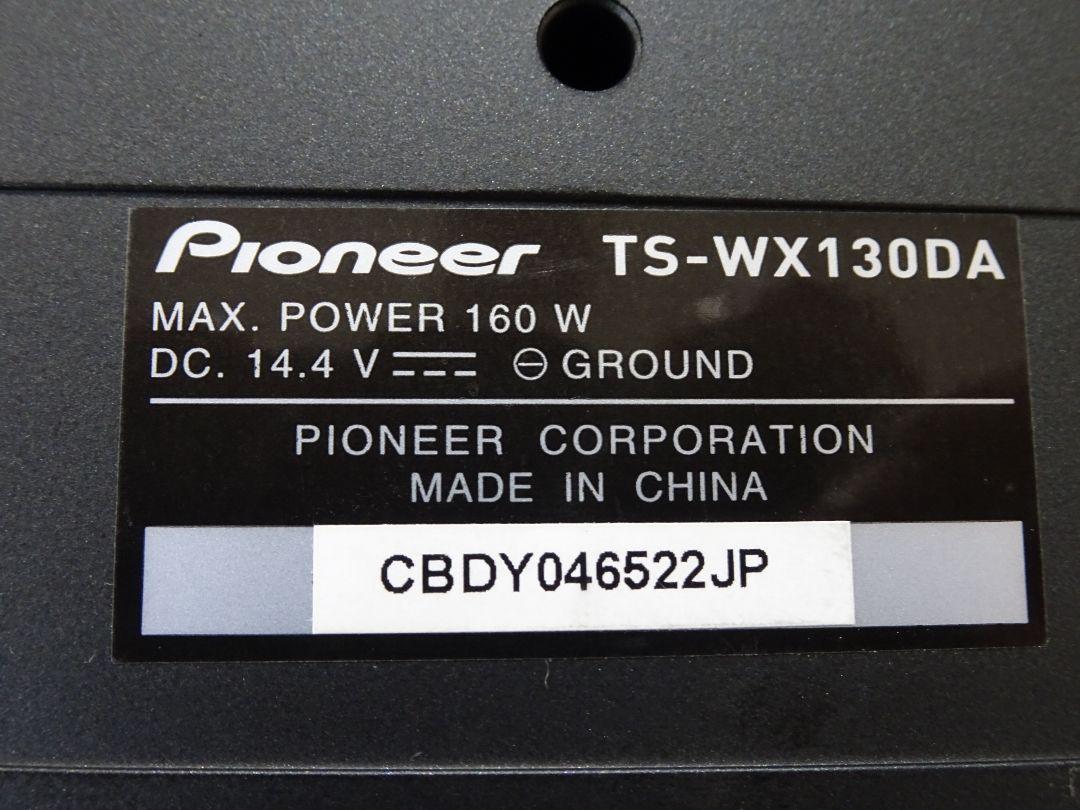 Pioneer TS-WX130DA
MAX. POWER 160 W
DC. 14.4 V ⎓ ⊖ GROUND
PIONEER CORPORATION
MADE IN CHINA
CBDY046522JP